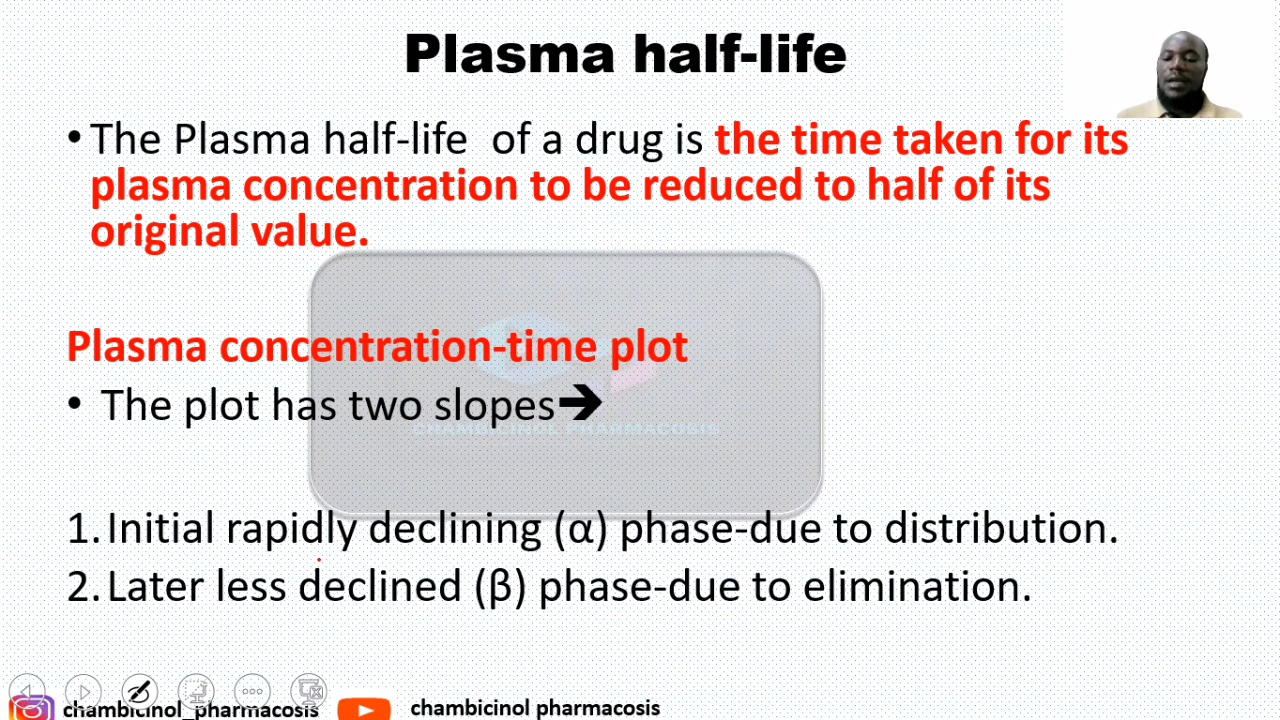 Plasma half-life
• The Plasma half-life of a drug is the time taken for its
plasma concentration to be reduced to half of its
original value.
Plasma concentration-time plot
• The plot has two slopes➔
CHAMBICINOL PHARMACOSIS
1. Initial rapidly declining (α) phase-due to distribution.
2. Later less declined (β) phase-due to elimination.
chambicinol_pharmacosis
chambicinol pharmacosis